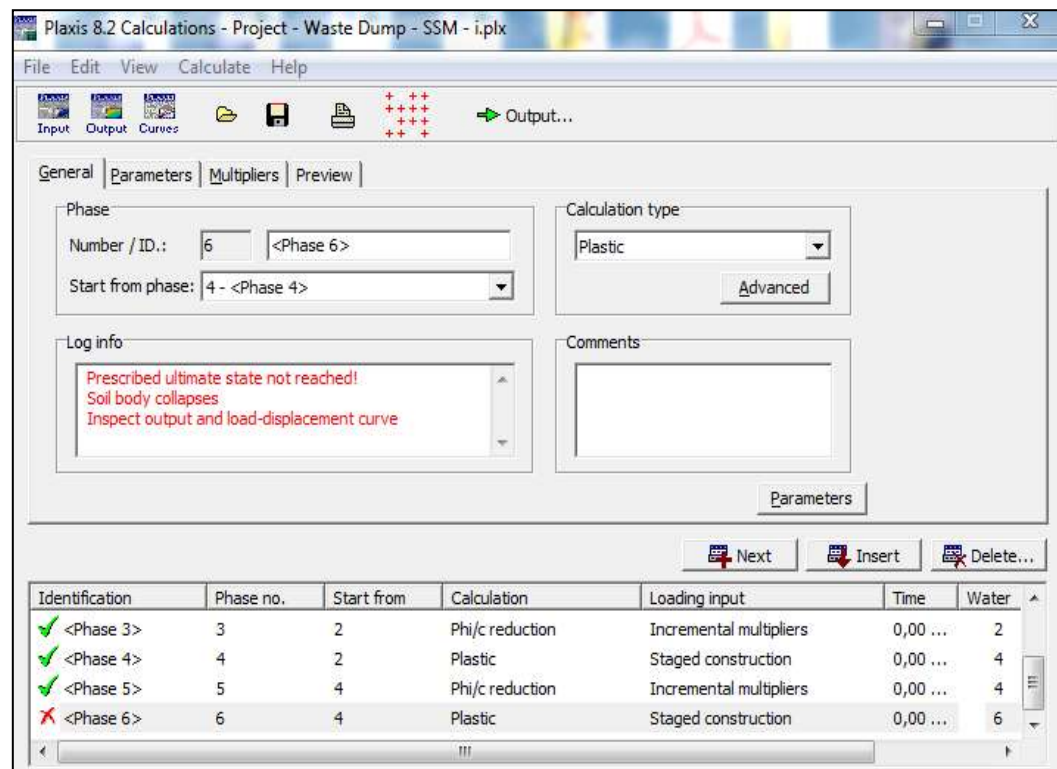 Plaxis 8.2 Calculations - Project - Waste Dump - SSM - i.plx
File Edit View Calculate Help
Input Output Curves Output...
General Parameters Multipliers Preview
Phase Calculation type
Number / ID.: 6 <Phase 6> Plastic
Start from phase: 4 - <Phase 4> Advanced
Log info Comments
Prescribed ultimate state not reached!
Soil body collapses
Inspect output and load-displacement curve
Parameters
Next Insert Delete...
Identification Phase no. Start from Calculation Loading input Time Water
<Phase 3> 3 2 Phi/c reduction Incremental multipliers 0,00 ... 2
<Phase 4> 4 2 Plastic Staged construction 0,00 ... 4
<Phase 5> 5 4 Phi/c reduction Incremental multipliers 0,00 ... 4
<Phase 6> 6 4 Plastic Staged construction 0,00 ... 6